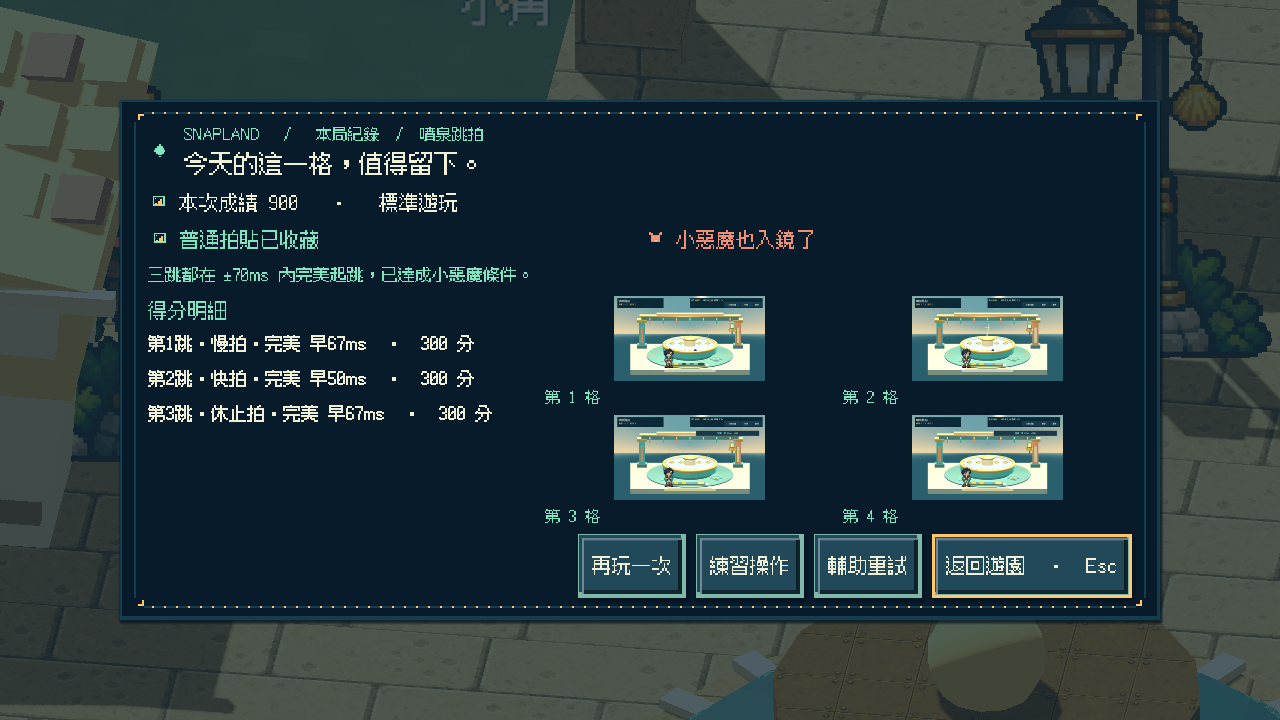 SNAPLAND / 本局紀錄 / 噴泉跳拍
今天的這一格，值得留下。
本次成績 900 · 標準遊玩
普通拍貼已收藏
小惡魔也入鏡了
三跳都在 ±70ms 內完美起跳，已達成小惡魔條件。
得分明細
第1跳·慢拍·完美 早67ms · 300 分
第2跳·快拍·完美 早50ms · 300 分
第3跳·休止拍·完美 早67ms · 300 分
第 1 格
第 2 格
第 3 格
第 4 格
再玩一次
練習操作
輔助重試
返回遊園 · Esc